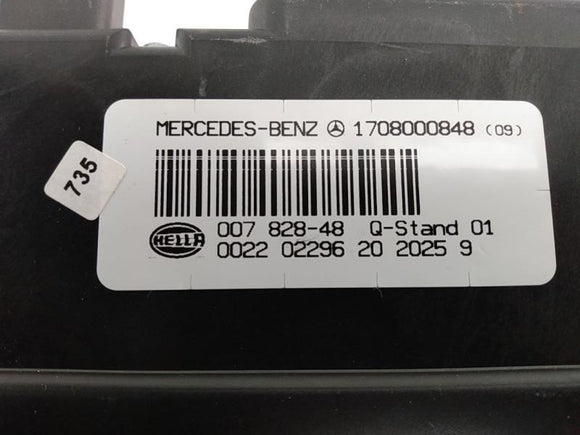 MERCEDES-BENZ 1708000848 (09)
735
HELLA
007 828-48 Q-Stand 01
0022 02296 20 2025 9